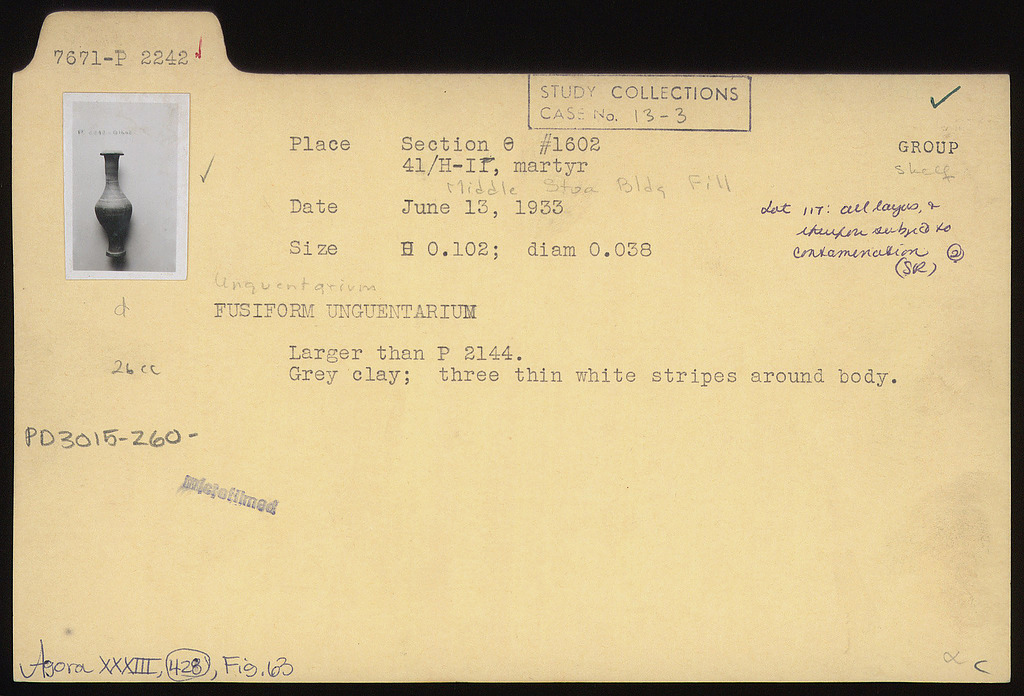 7671-P 2242
STUDY COLLECTIONS
CASE No. 13-3
Place Section θ #1602
41/H-IΓ, martyr
Middle Stoa Bldg Fill
GROUP
shelf
Date June 13, 1933
Lot 117: all layers, &
therefore subject to
contamination ②
(SR)
Size H 0.102; diam 0.038
Unguentarium
d
FUSIFORM UNGUENTARIUM
Larger than P 2144.
26 cc
Grey clay; three thin white stripes around body.
PD3015-260-
microfilmed
Agora XXXIII, 428, Fig. 63
α C